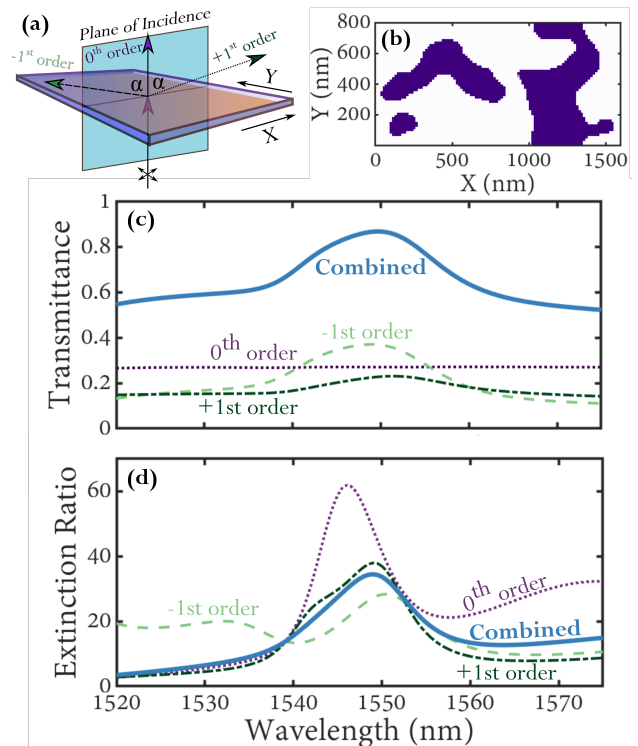 (a)
Plane of Incidence
-1st order
0th order
+1st order
α
α
Y
X
(b)
800
600
400
200
Y (nm)
0
500
1000
1500
X (nm)
(c)
1
0.8
0.6
0.4
0.2
0
Transmittance
Combined
-1st order
0th order
+1st order
(d)
60
40
20
0
Extinction Ratio
-1st order
0th order
Combined
+1st order
1520
1530
1540
1550
1560
1570
Wavelength (nm)